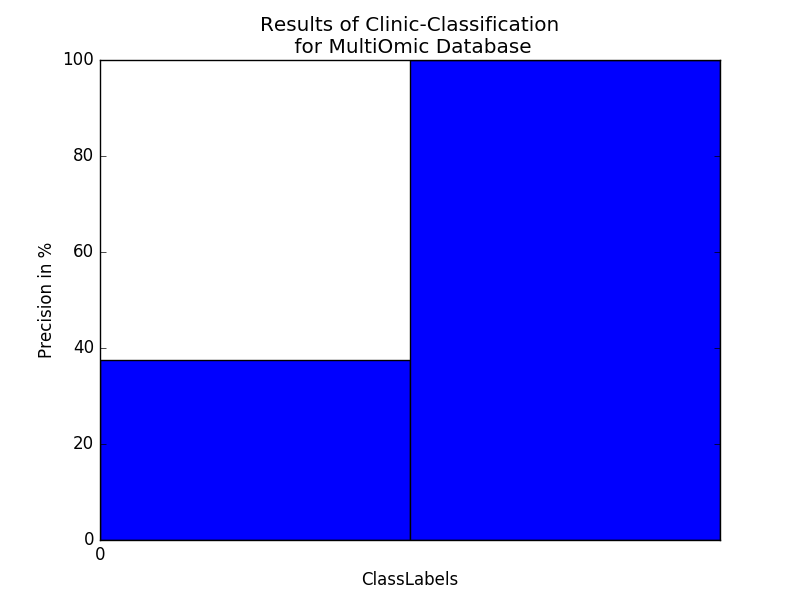 Results of Clinic-Classification
for MultiOmic Database
100
80
60
40
20
0
0
Precision in %
ClassLabels